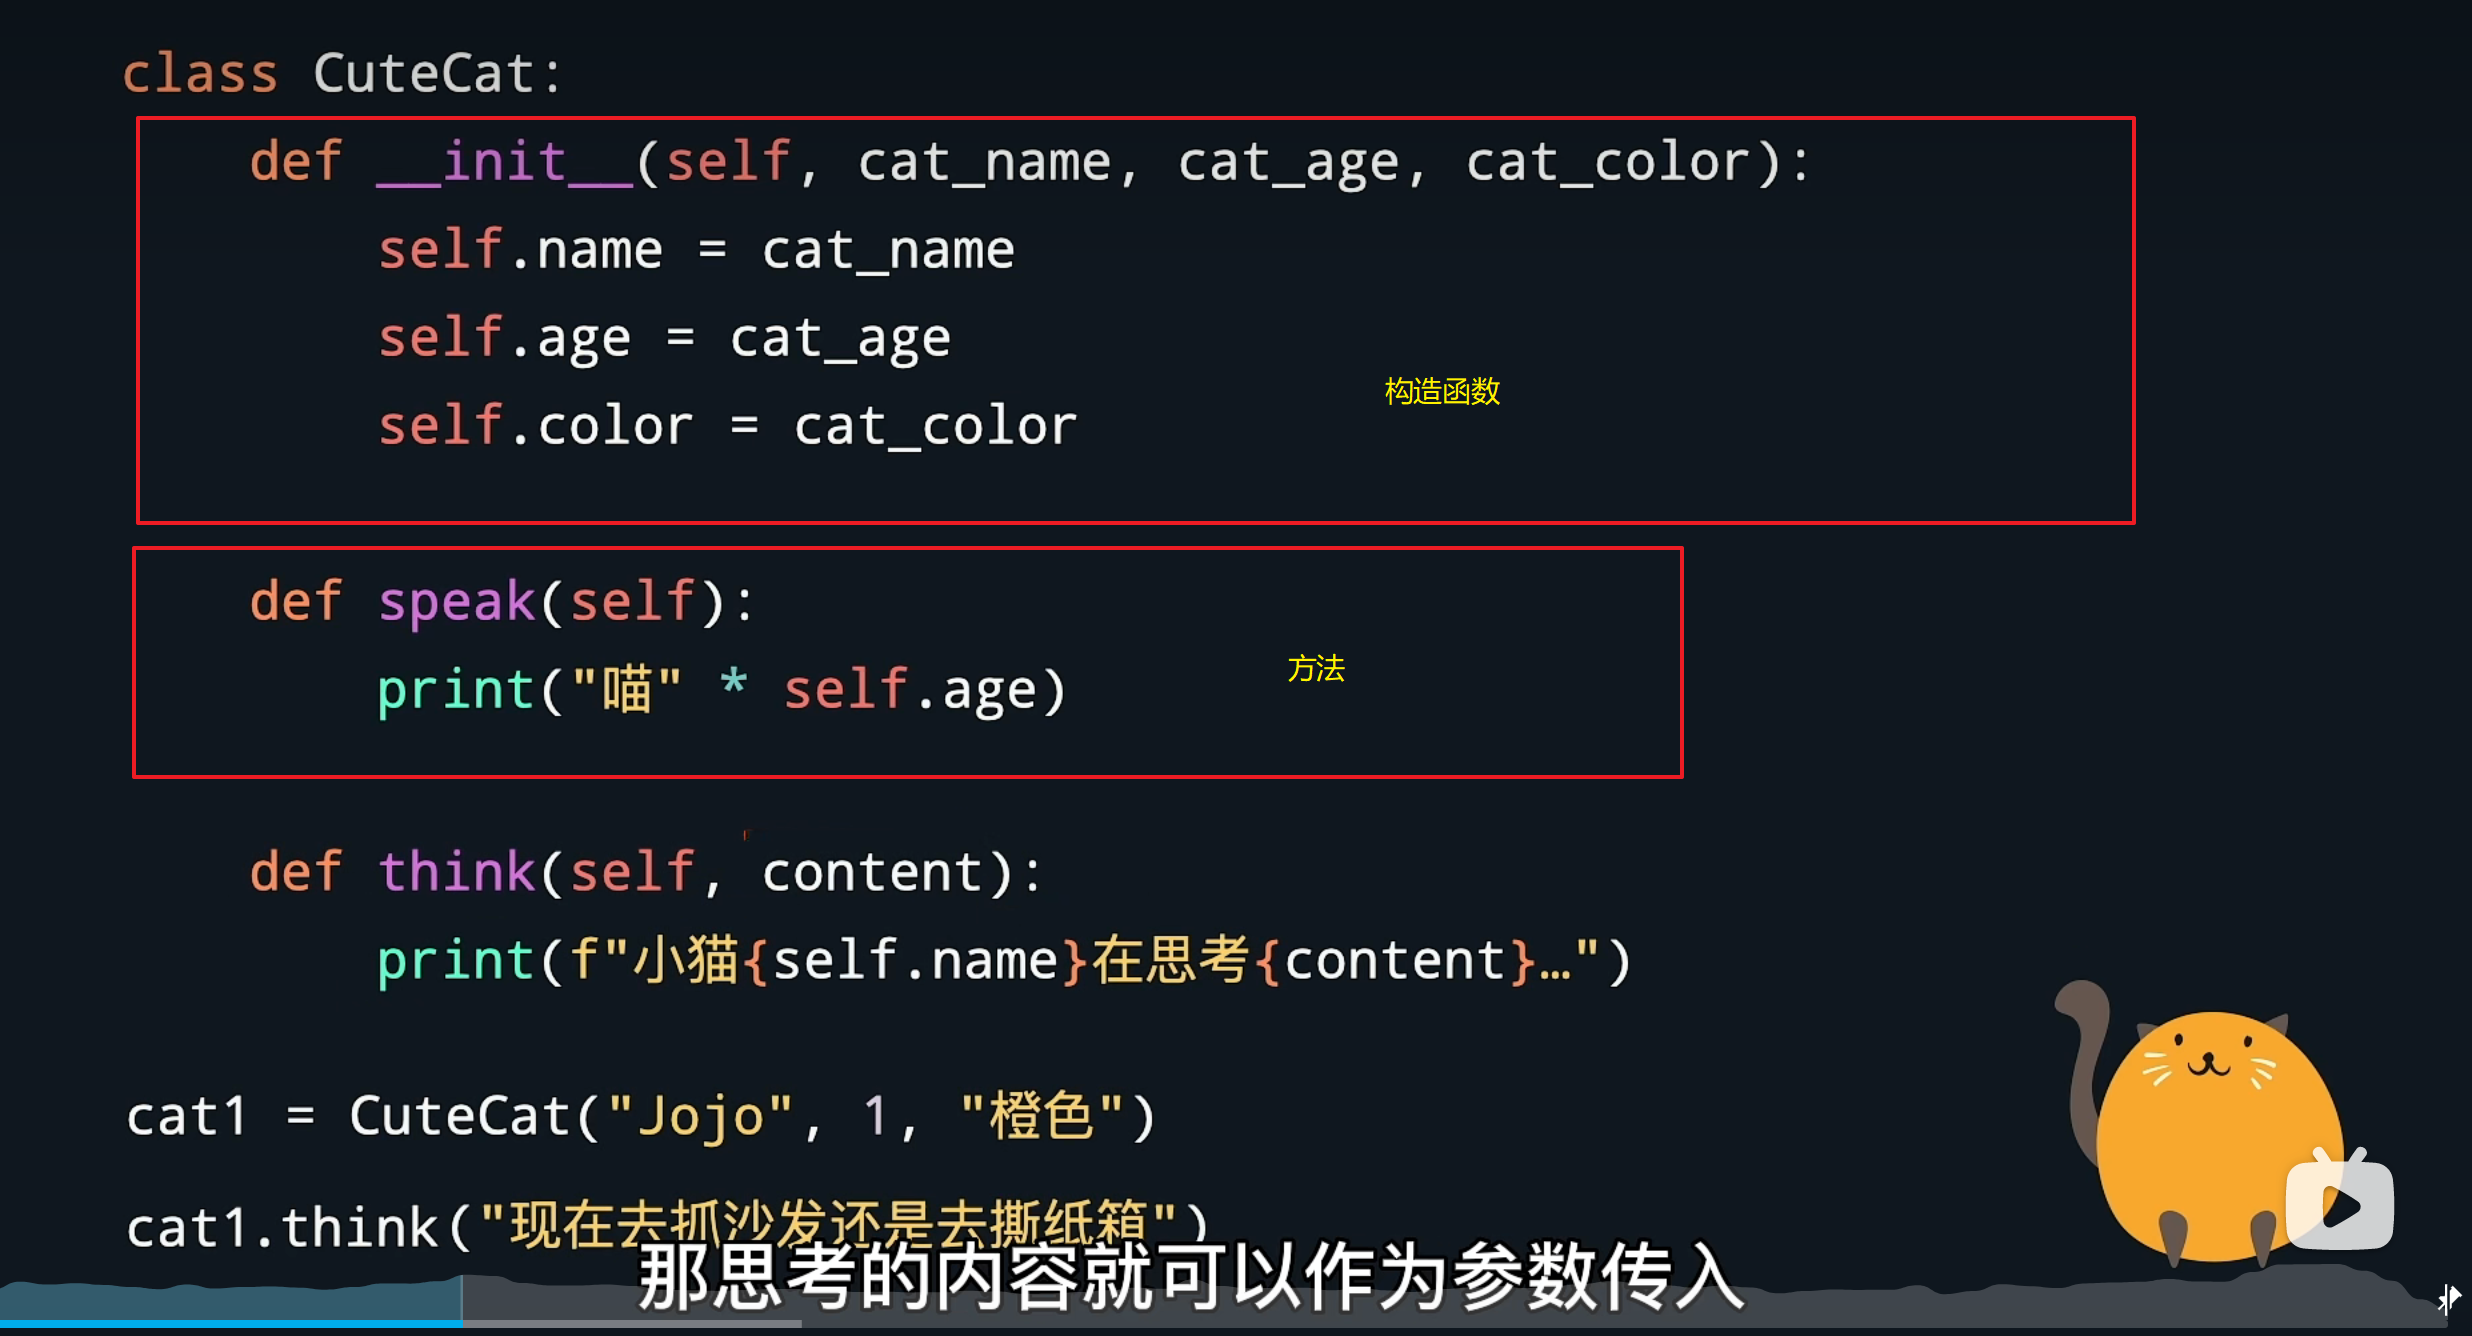 class CuteCat:
def __init__(self, cat_name, cat_age, cat_color):
self.name = cat_name
self.age = cat_age
构造函数
self.color = cat_color
def speak(self):
方法
print("喵" * self.age)
def think(self, content):
print(f"小猫{self.name}在思考{content}…")
cat1 = CuteCat("Jojo", 1, "橙色")
cat1.think("现在去抓沙发还是去撕纸箱")
那思考的内容就可以作为参数传入